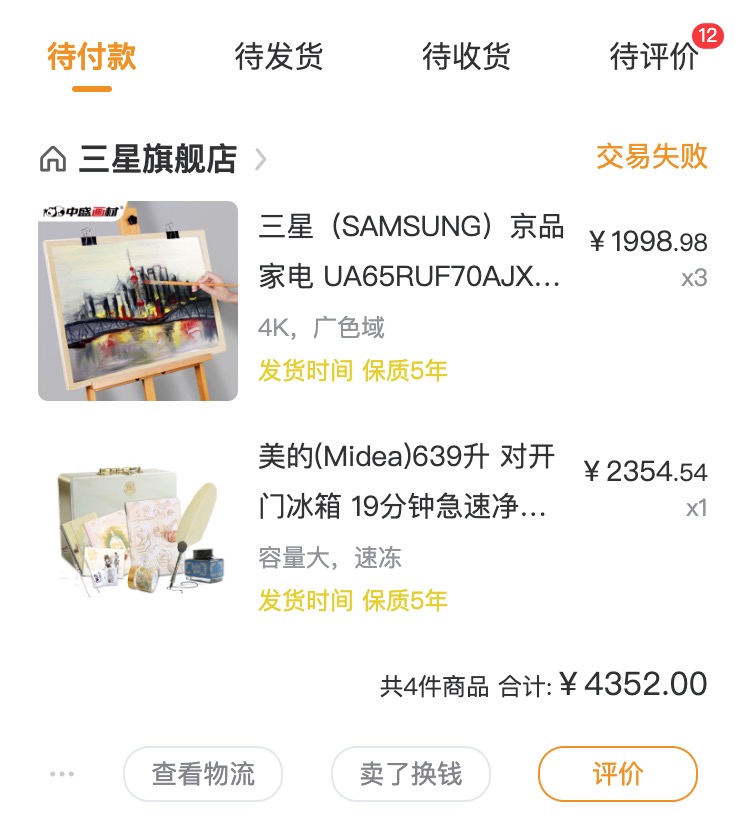 待付款 待发货 待收货 待评价 12
三星旗舰店 交易失败
中盛画材
三星（SAMSUNG）京品 ¥1998.98
家电 UA65RUF70AJX... x3
4K，广色域
发货时间 保质5年
美的(Midea)639升 对开 ¥2354.54
门冰箱 19分钟急速净... x1
容量大，速冻
发货时间 保质5年
共4件商品 合计:¥4352.00
查看物流 卖了换钱 评价